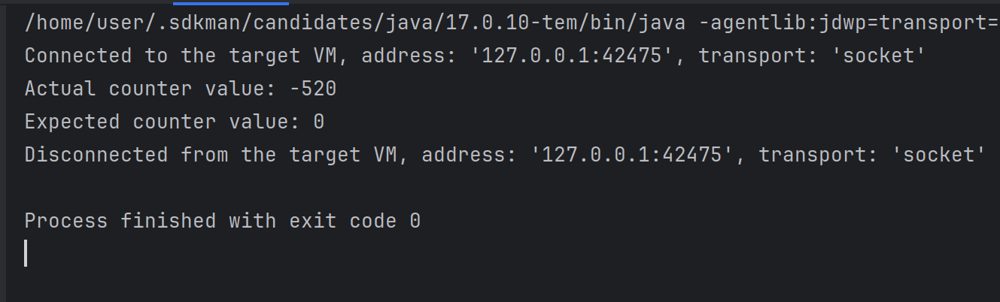 /home/user/.sdkman/candidates/java/17.0.10-tem/bin/java -agentlib:jdwp=transport=
Connected to the target VM, address: '127.0.0.1:42475', transport: 'socket'
Actual counter value: -520
Expected counter value: 0
Disconnected from the target VM, address: '127.0.0.1:42475', transport: 'socket'
Process finished with exit code 0